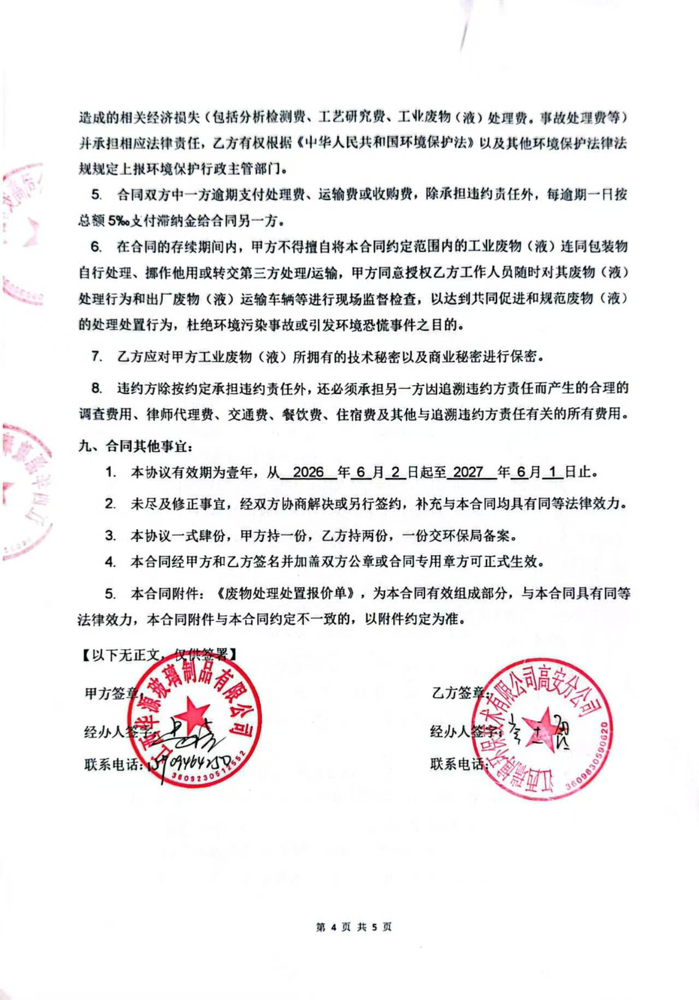 造成的相关经济损失（包括分析检测费、工艺研究费、工业废物（液）处理费。事故处理费等）
并承担相应法律责任，乙方有权根据《中华人民共和国环境保护法》以及其他环境保护法律法
规规定上报环境保护行政主管部门。
5. 合同双方中一方逾期支付处理费、运输费或收购费，除承担违约责任外，每逾期一日按
总额 5‰支付滞纳金给合同另一方。
6. 在合同的存续期间内，甲方不得擅自将本合同约定范围内的工业废物（液）连同包装物
自行处理、挪作他用或转交第三方处理/运输，甲方同意授权乙方工作人员随时对其废物（液）
处理行为和出厂废物（液）运输车辆等进行现场监督检查，以达到共同促进和规范废物（液）
的处理处置行为，杜绝环境污染事故或引发环境恐慌事件之目的。
7. 乙方应对甲方工业废物（液）所拥有的技术秘密以及商业秘密进行保密。
8. 违约方除按约定承担违约责任外，还必须承担另一方因追溯违约方责任而产生的合理的
调查费用、律师代理费、交通费、餐饮费、住宿费及其他与追溯违约方责任有关的所有费用。
九、合同其他事宜：
1. 本协议有效期为壹年，从 2026 年 6 月 2 日起至 2027 年 6 月 1 日止。
2. 未尽及修正事宜，经双方协商解决或另行签约，补充与本合同均具有同等法律效力。
3. 本协议一式肆份，甲方持一份，乙方持两份，一份交环保局备案。
4. 本合同经甲方和乙方签名并加盖双方公章或合同专用章方可正式生效。
5. 本合同附件：《废物处理处置报价单》，为本合同有效组成部分，与本合同具有同等
法律效力，本合同附件与本合同约定不一致的，以附件约定为准。
【以下无正文，仅供签署】
甲方签章：
江西华源玻璃制品有限公司
3609230512552
经办人签字：
联系电话：
乙方签章：
江西瑞博环保技术有限公司高安分公司
3609830590620
经办人签字：
联系电话：
第 4 页 共 5 页